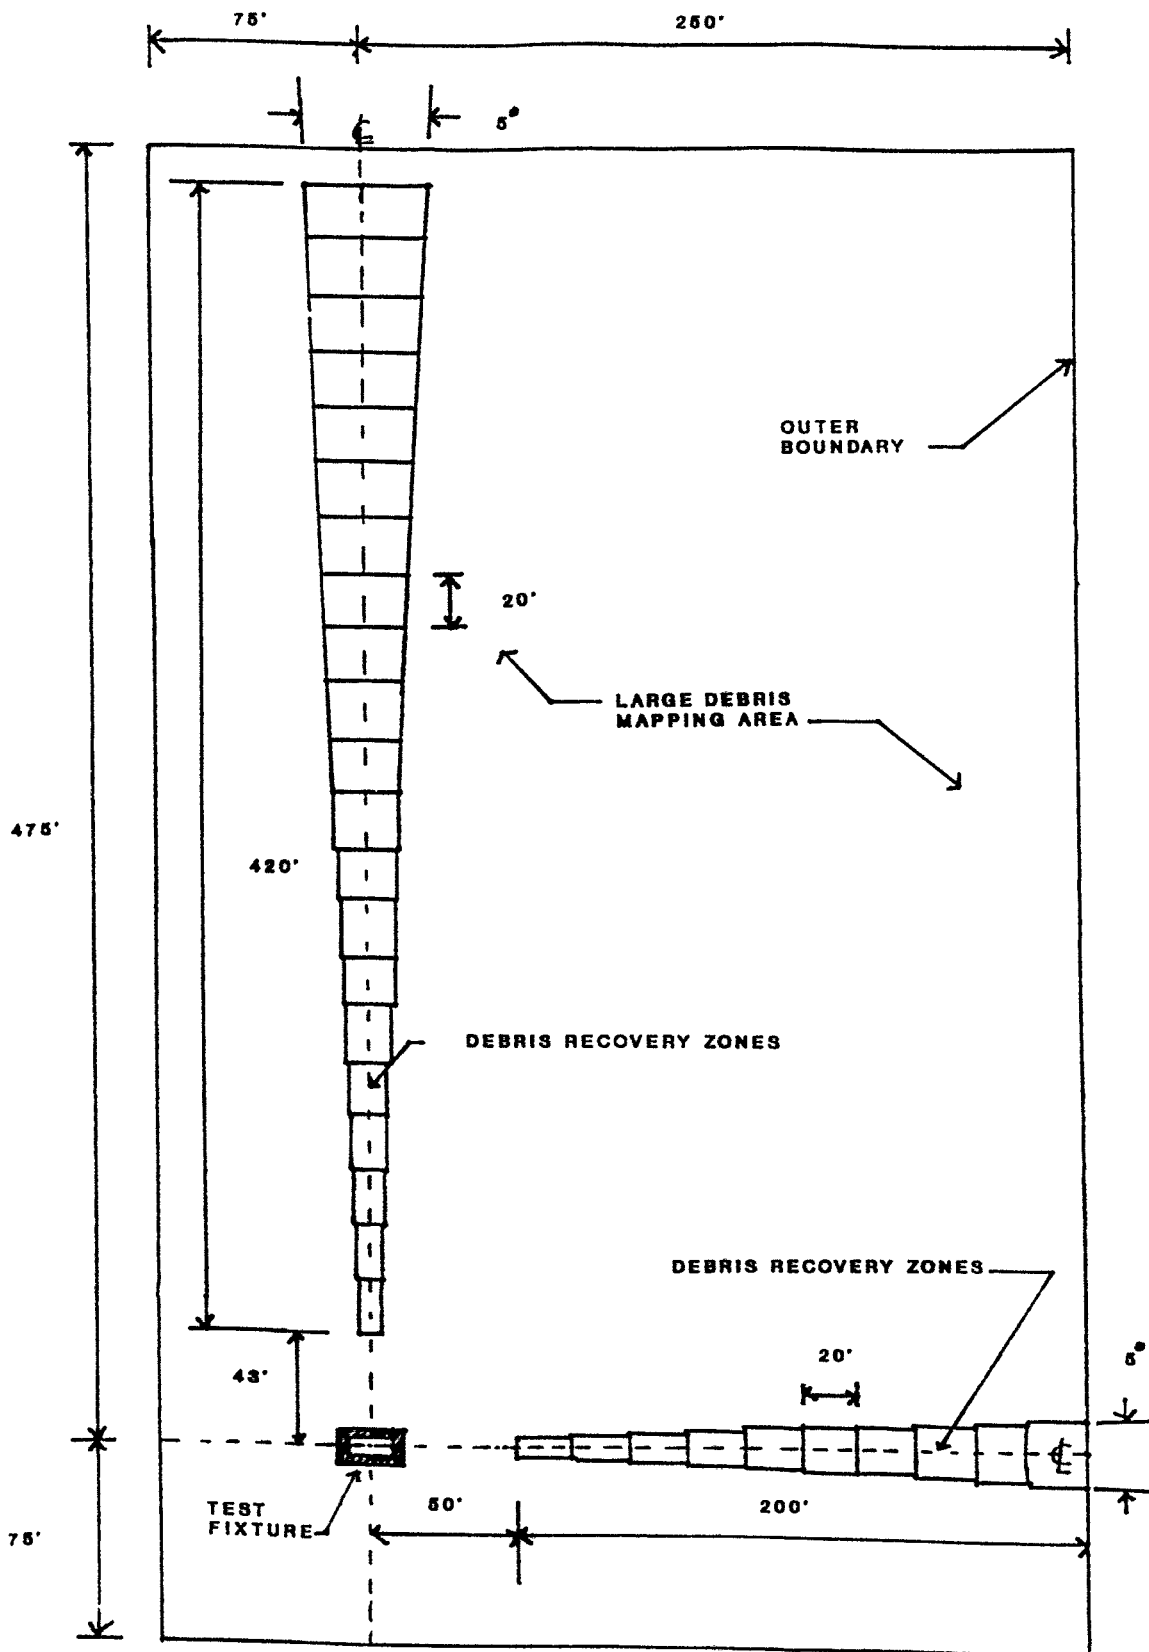 75'
250'
5°
℄
OUTER
BOUNDARY
20'
LARGE DEBRIS
MAPPING AREA
475'
420'
DEBRIS RECOVERY ZONES
DEBRIS RECOVERY ZONES
20'
5°
43'
℄
TEST
FIXTURE
50'
200'
75'